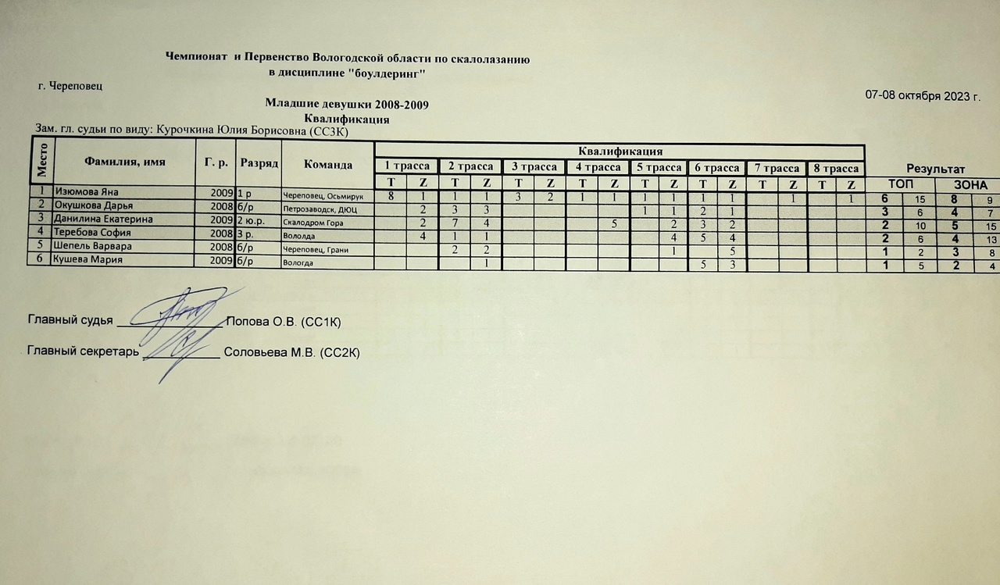 Чемпионат и Первенство Вологодской области по скалолазанию
в дисциплине "боулдеринг"
г. Череповец
07-08 октября 2023 г.
Младшие девушки 2008-2009
Квалификация
Зам. гл. судьи по виду: Курочкина Юлия Борисовна (СС3К)
Место Фамилия, имя Г. р. Разряд Команда Квалификация Результат
1 трасса 2 трасса 3 трасса 4 трасса 5 трасса 6 трасса 7 трасса 8 трасса
T Z T Z T Z T Z T Z T Z T Z T Z ТОП ЗОНА
1 Изюмова Яна 2009 1 р Череповец, Осьмирук 8 1 1 1 3 2 1 1 1 1 1 1 1 1 6 15 8 9
2 Окушкова Дарья 2008 б/р Петрозаводск, ДЮЦ 2 3 3 1 1 2 1 3 6 4 7
3 Данилина Екатерина 2009 2 ю.р. Скалодром Гора 2 7 4 5 2 3 2 2 10 5 15
4 Теребова София 2008 3 р. Вололда 4 1 1 4 5 4 2 6 4 13
5 Шепель Варвара 2008 б/р Череповец, Грани 2 2 1 5 1 2 3 8
6 Кушева Мария 2009 б/р Вологда 1 5 3 1 5 2 4
Главный судья Попова О.В. (СС1К)
Главный секретарь Соловьева М.В. (СС2К)